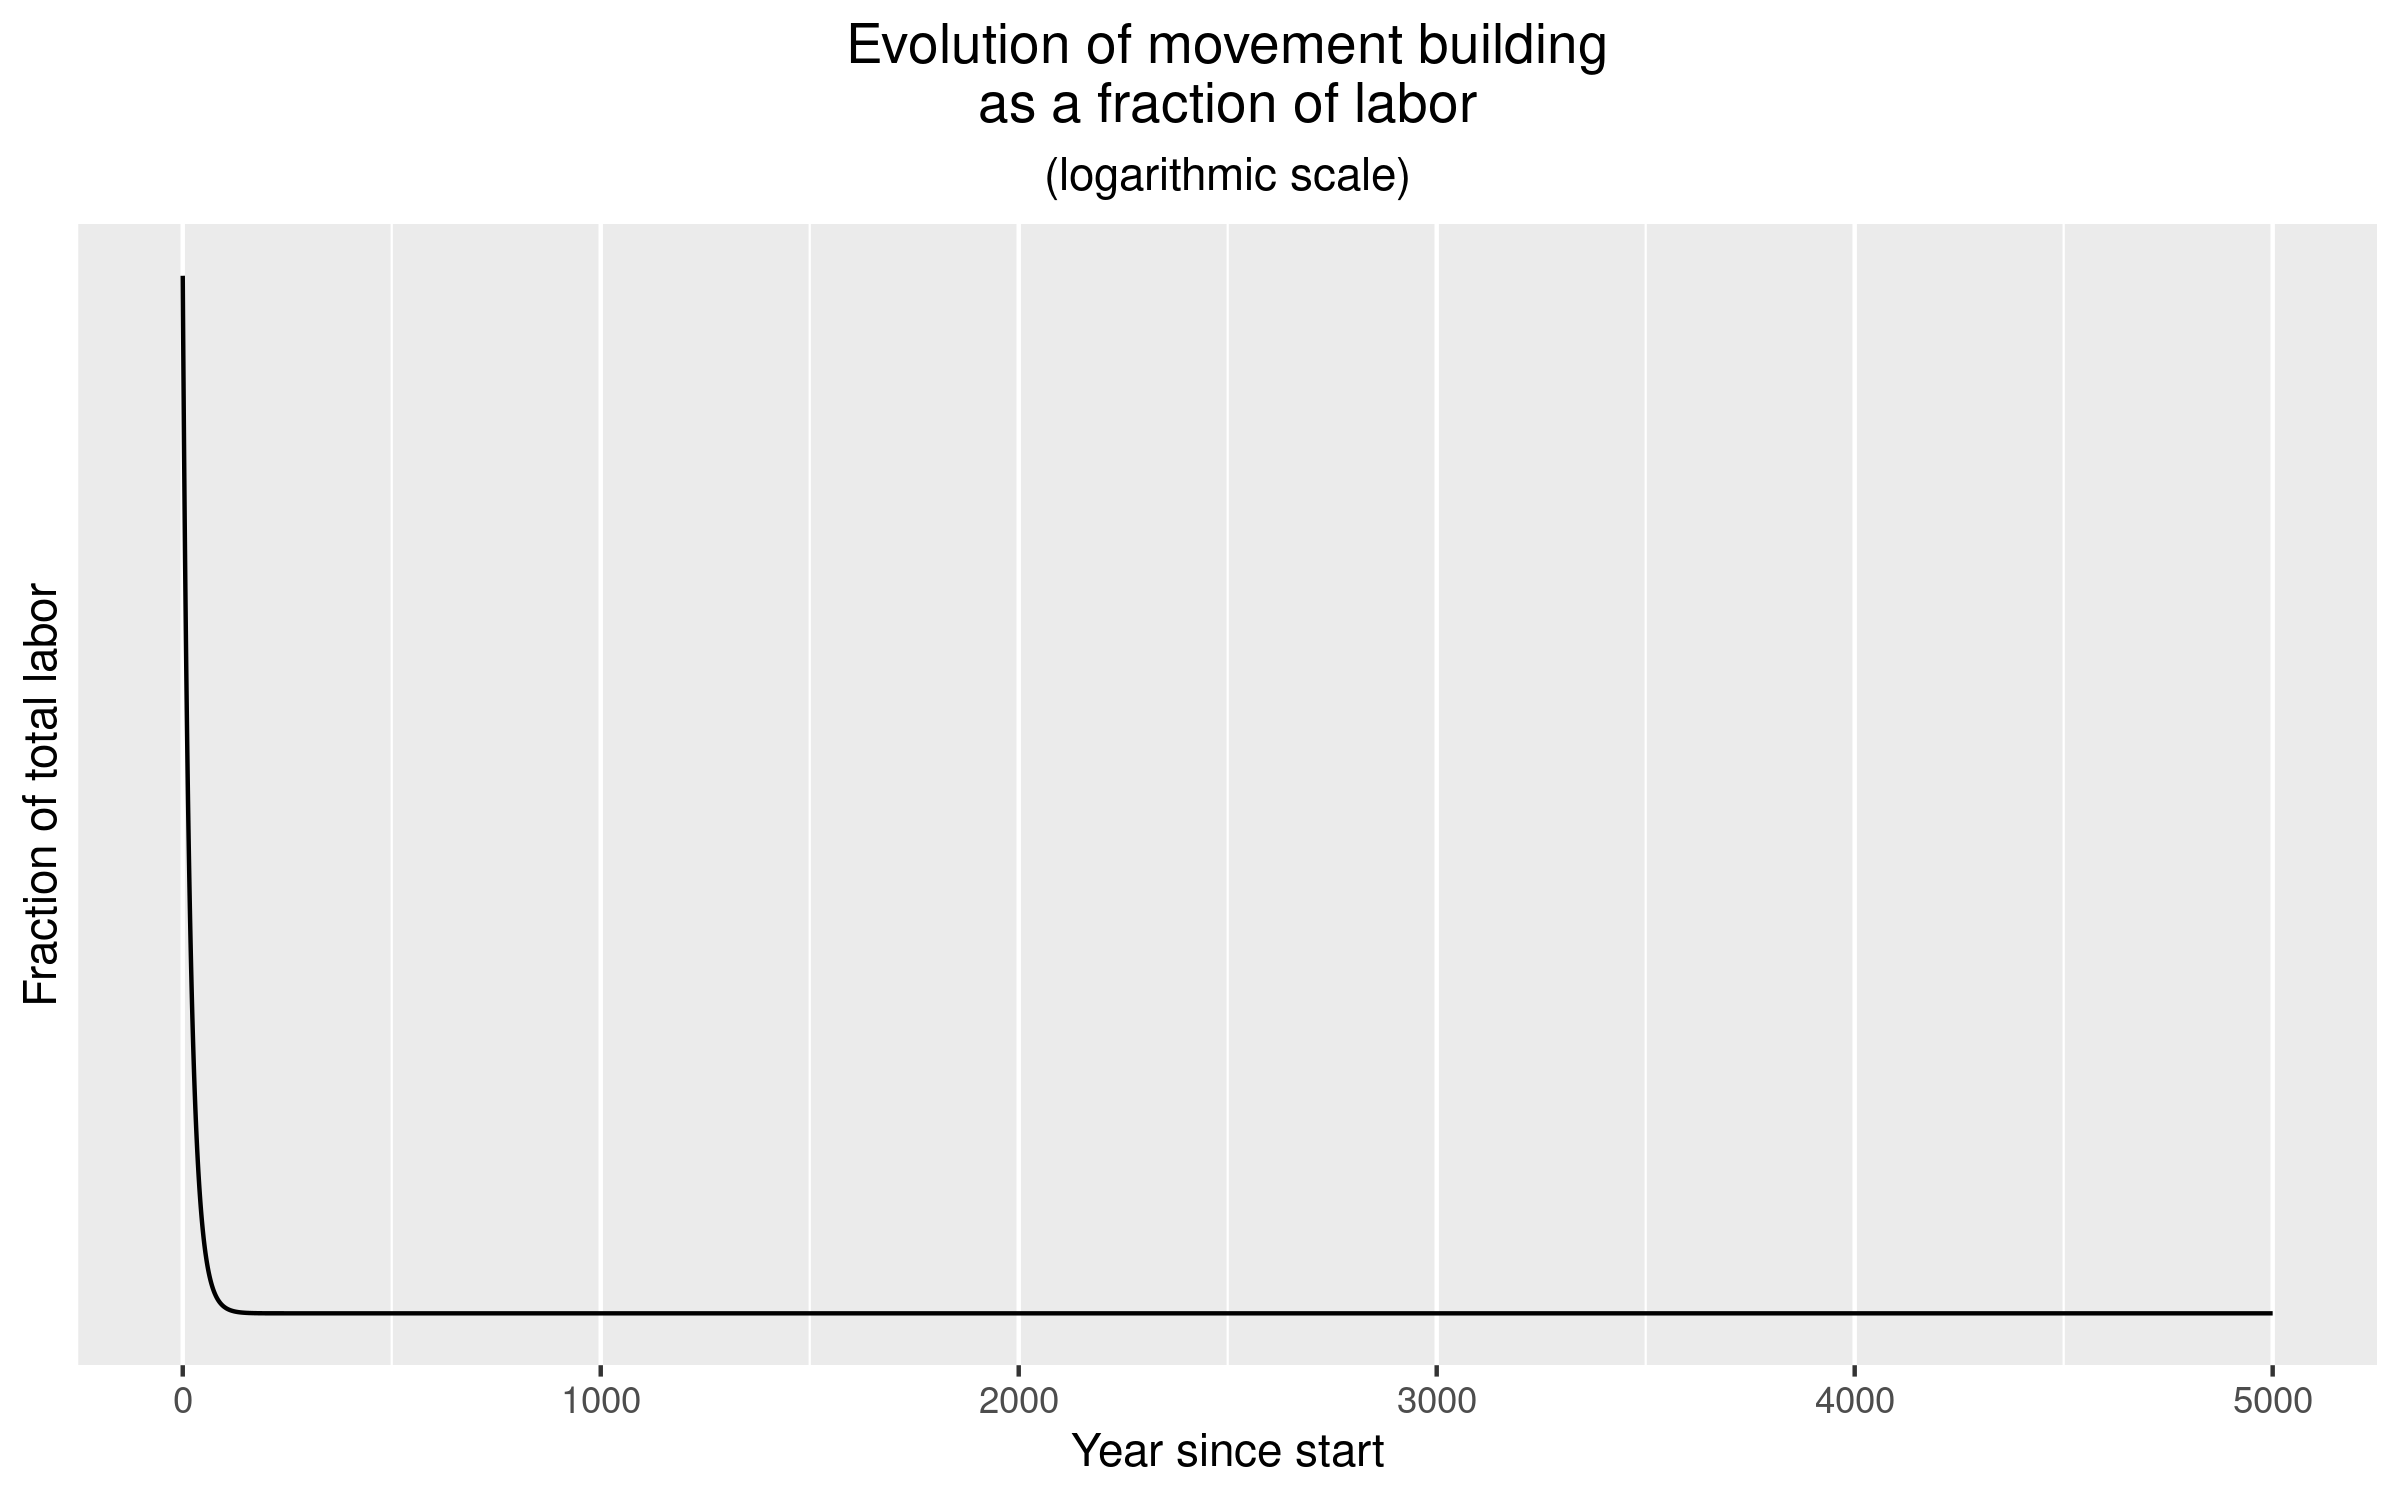 Evolution of movement building
as a fraction of labor
(logarithmic scale)
Fraction of total labor
0 1000 2000 3000 4000 5000
Year since start